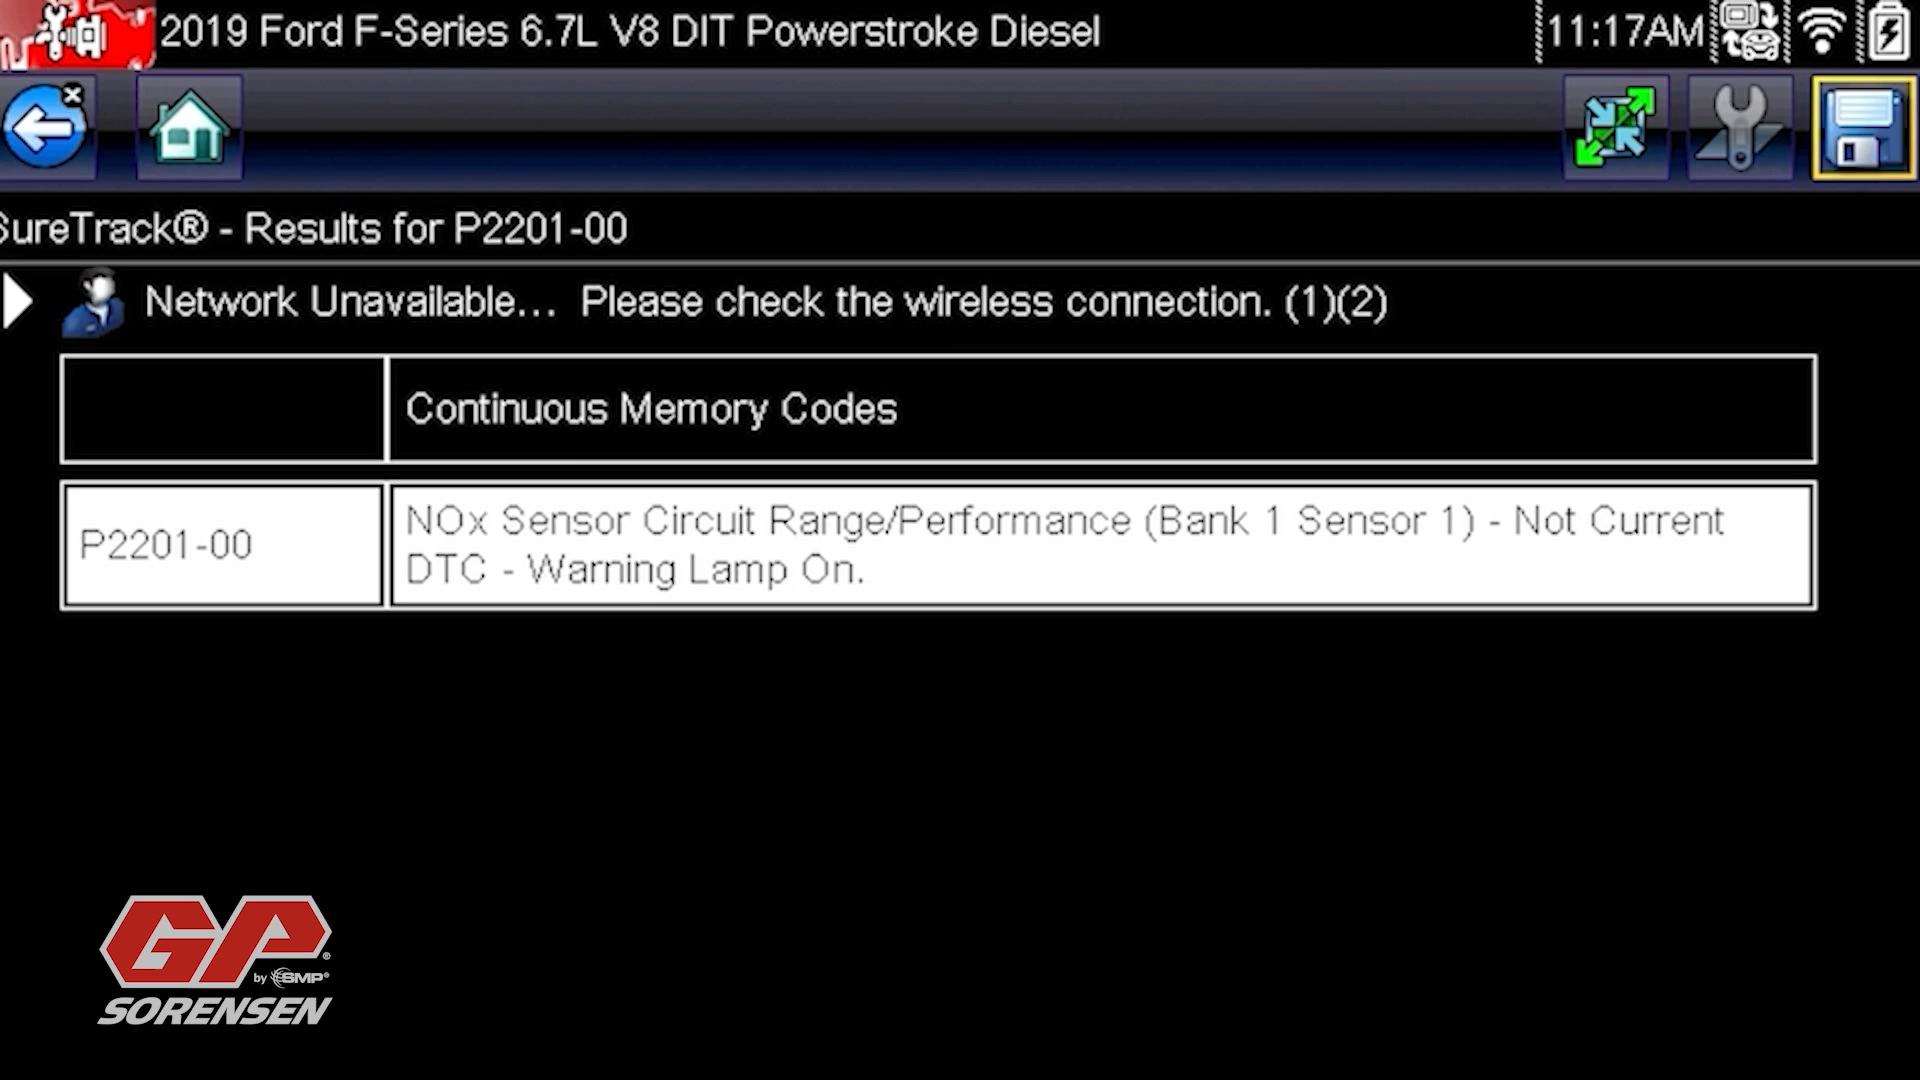 2019 Ford F-Series 6.7L V8 DIT Powerstroke Diesel
11:17AM
SureTrack® - Results for P2201-00
Network Unavailable... Please check the wireless connection. (1)(2)
Continuous Memory Codes
P2201-00
NOx Sensor Circuit Range/Performance (Bank 1 Sensor 1) - Not Current
DTC - Warning Lamp On.
GP®
by SMP®
SORENSEN